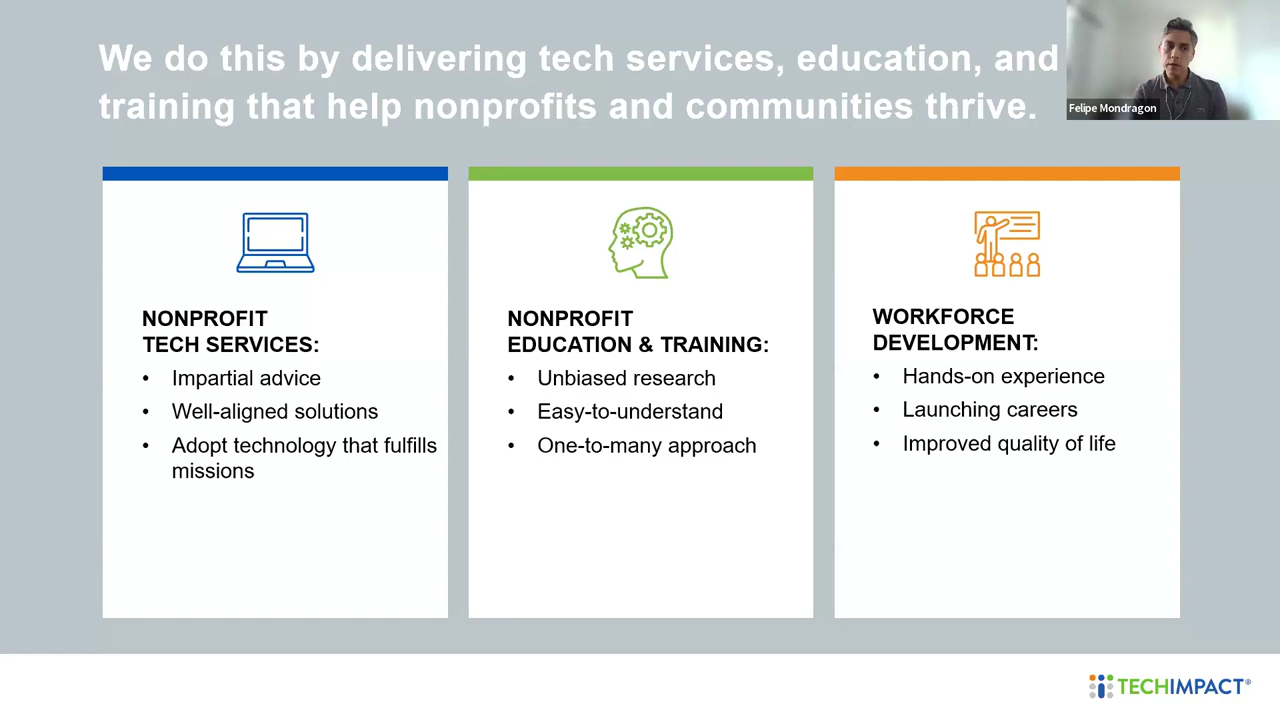 We do this by delivering tech services, education, and
training that help nonprofits and communities thrive.
Felipe Mondragon
NONPROFIT
TECH SERVICES:
• Impartial advice
• Well-aligned solutions
• Adopt technology that fulfills
missions
NONPROFIT
EDUCATION & TRAINING:
• Unbiased research
• Easy-to-understand
• One-to-many approach
WORKFORCE
DEVELOPMENT:
• Hands-on experience
• Launching careers
• Improved quality of life
TECHIMPACT®